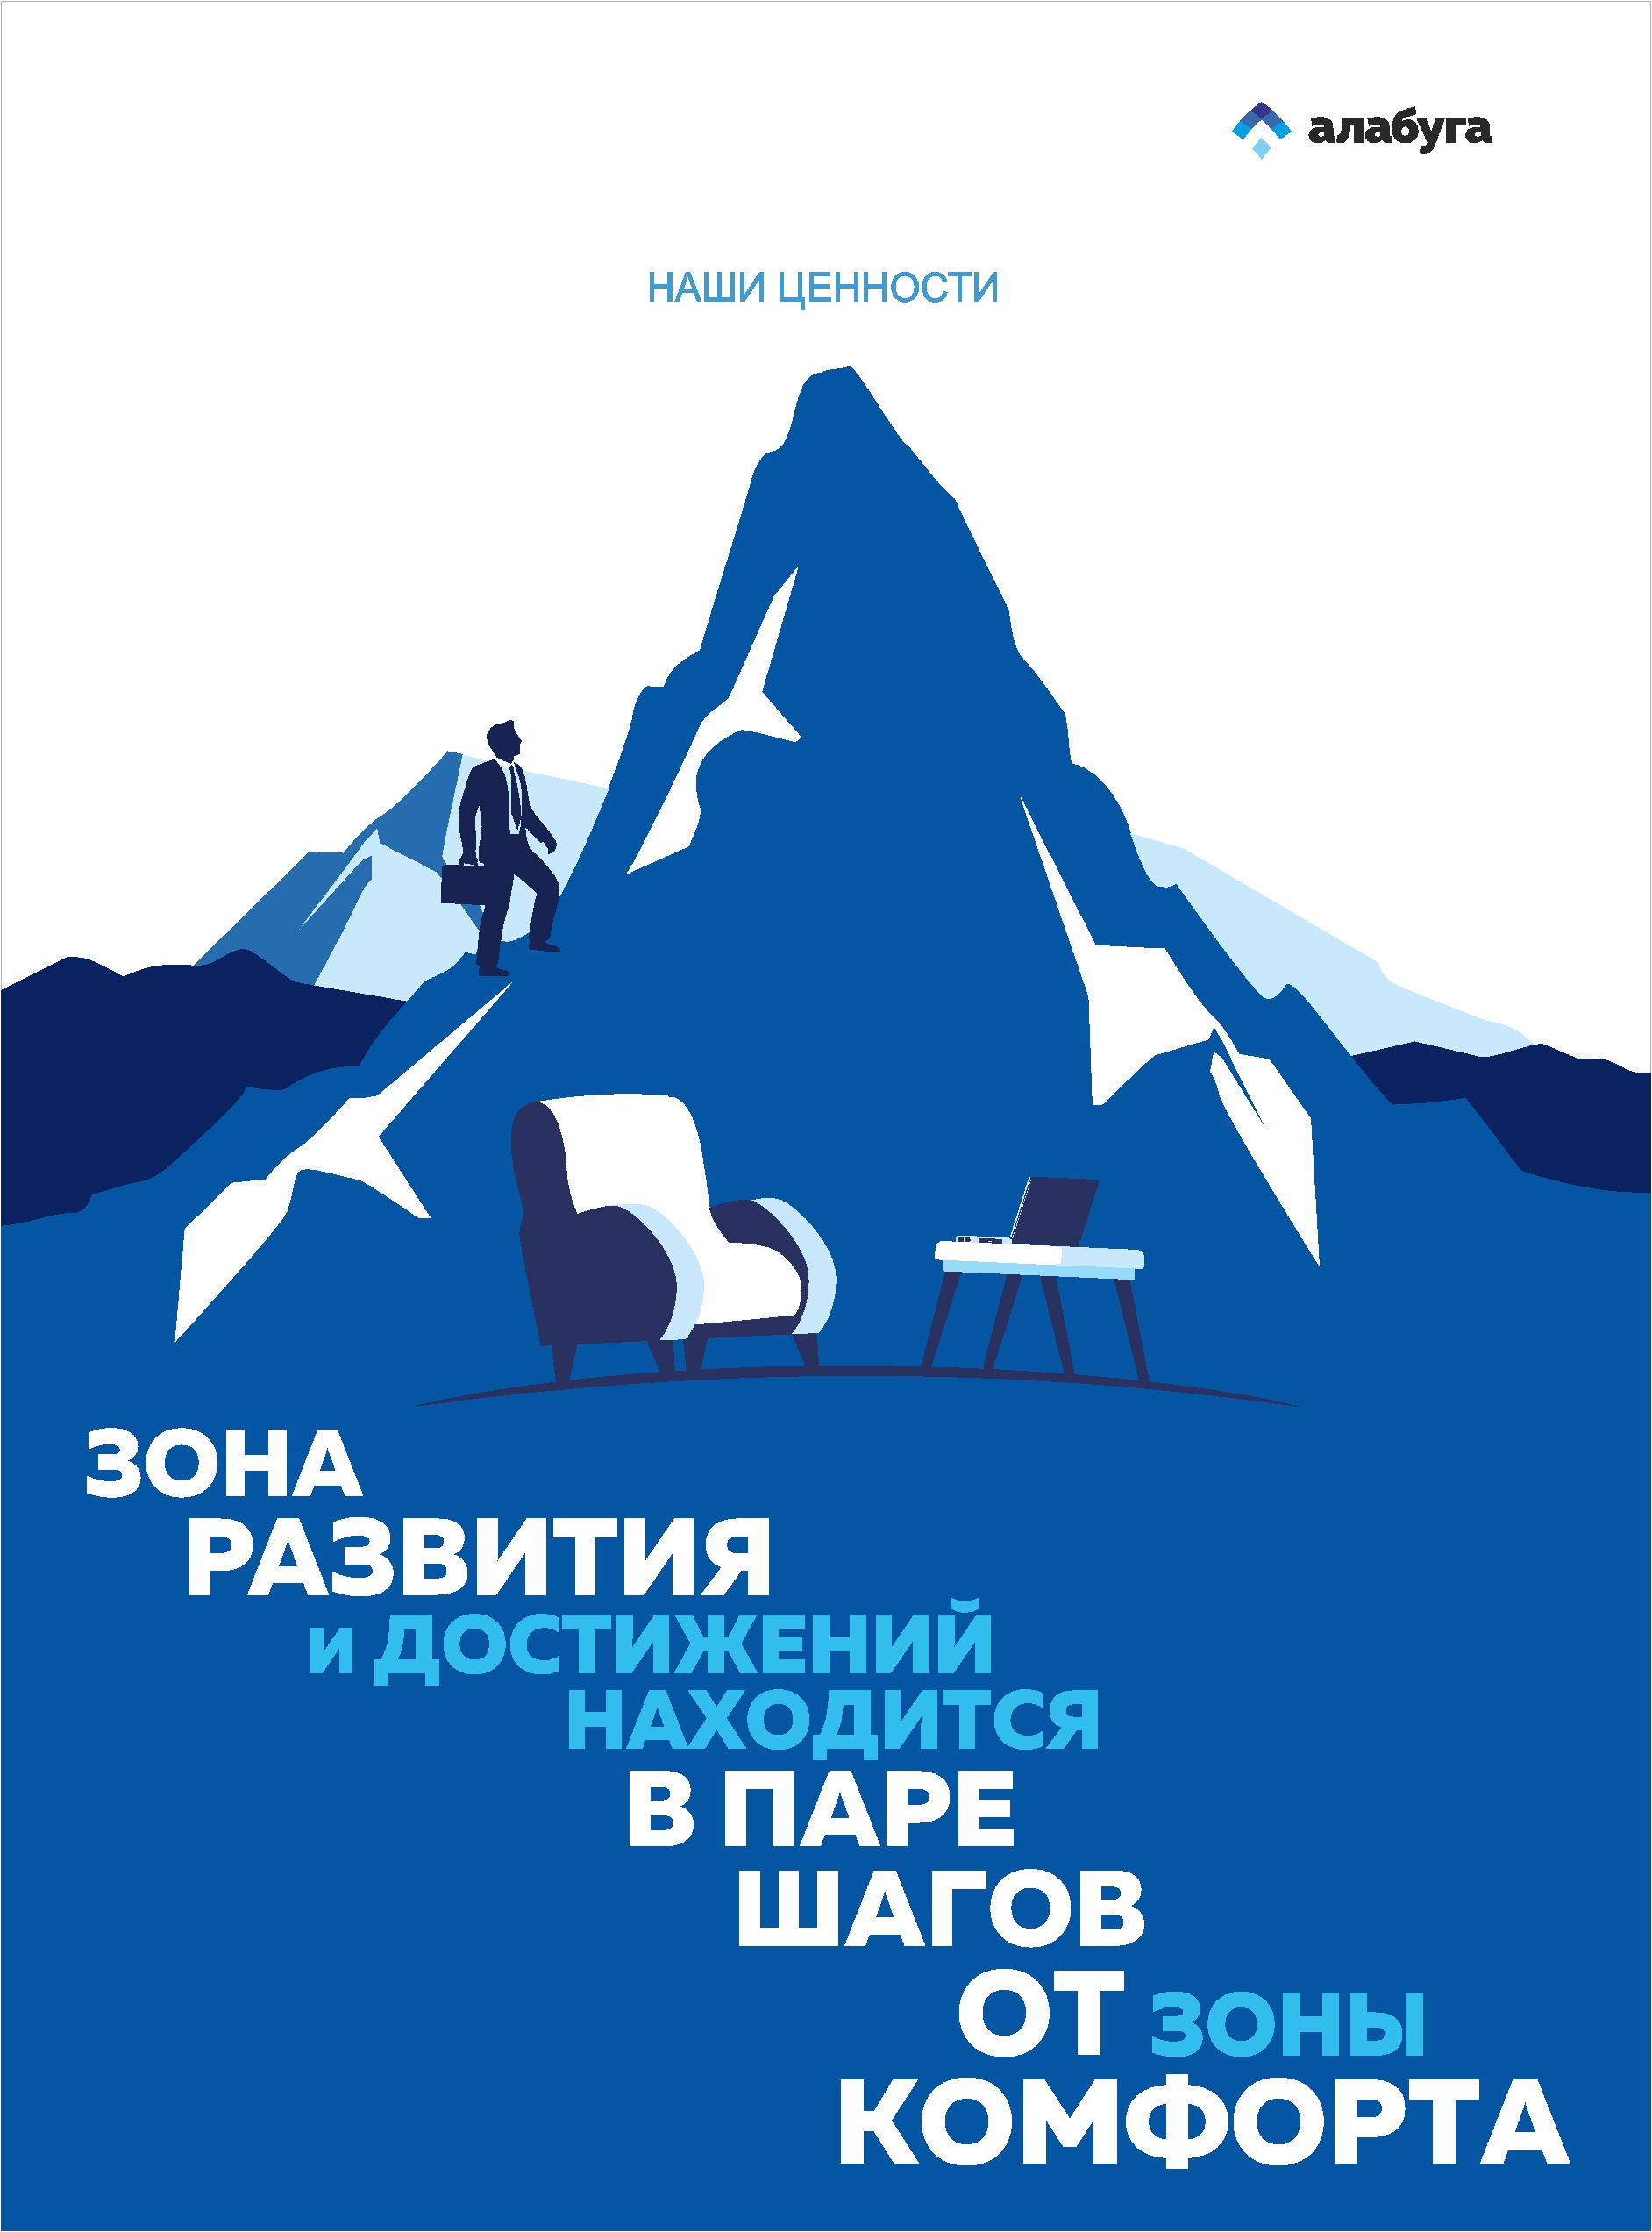 алабуга
НАШИ ЦЕННОСТИ
ЗОНА
РАЗВИТИЯ
и ДОСТИЖЕНИЙ
НАХОДИТСЯ
В ПАРЕ
ШАГОВ
ОТ ЗОНЫ
КОМФОРТА